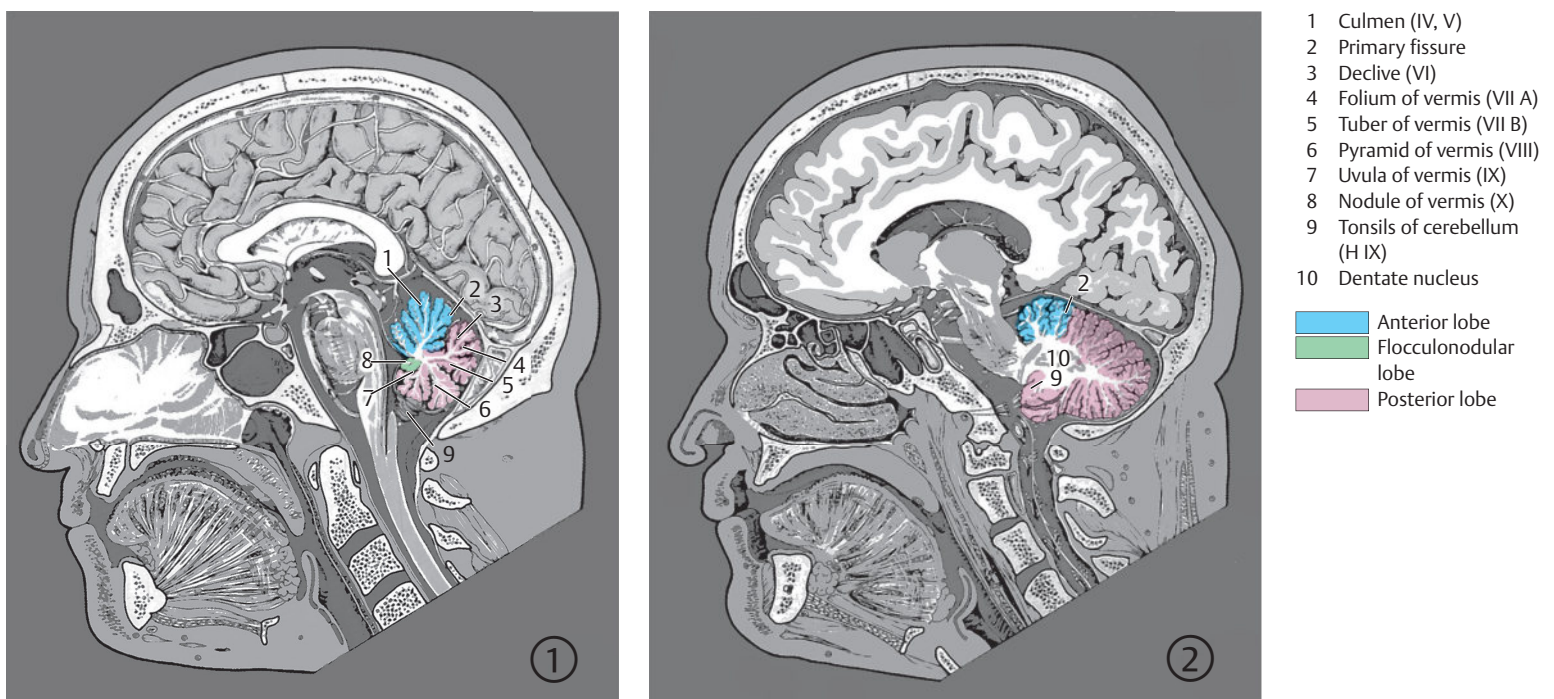 1
2
3
8
4
5
7
6
9
1
2
10
9
2
1 Culmen (IV, V)
2 Primary fissure
3 Declive (VI)
4 Folium of vermis (VII A)
5 Tuber of vermis (VII B)
6 Pyramid of vermis (VIII)
7 Uvula of vermis (IX)
8 Nodule of vermis (X)
9 Tonsils of cerebellum
(H IX)
10 Dentate nucleus
Anterior lobe
Flocculonodular
lobe
Posterior lobe